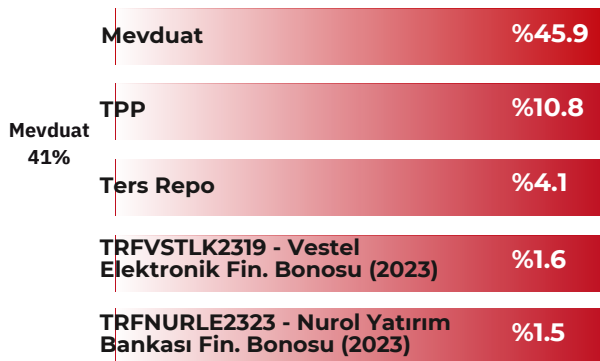 Mevduat %45.9
TPP %10.8
Mevduat
41%
Ters Repo %4.1
TRFVSTLK2319 - Vestel
Elektronik Fin. Bonosu (2023) %1.6
TRFNURLE2323 - Nurol Yatırım
Bankası Fin. Bonosu (2023) %1.5